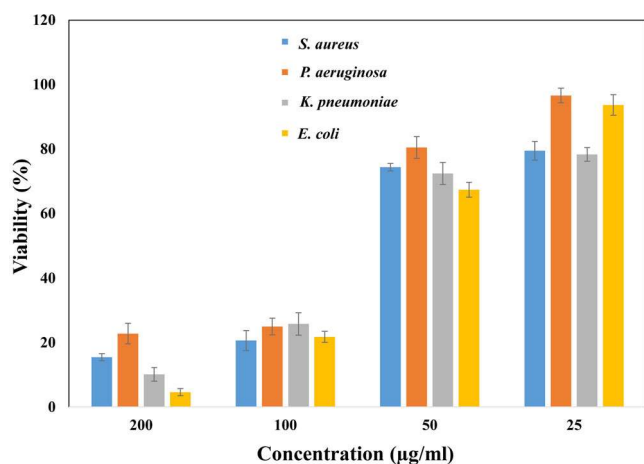 120
100
80
60
40
20
0
Viability (%)
S. aureus
P. aeruginosa
K. pneumoniae
E. coli
200 100 50 25
Concentration (µg/ml)